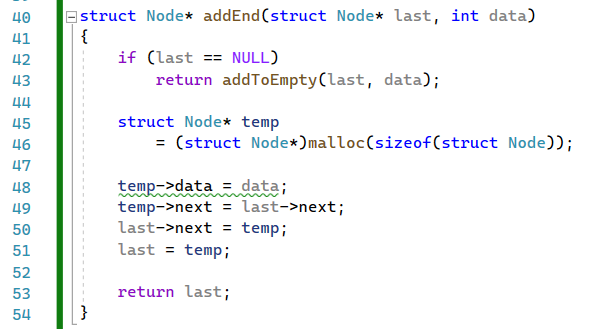 40 struct Node* addEnd(struct Node* last, int data)
41 {
42     if (last == NULL)
43         return addToEmpty(last, data);
44
45     struct Node* temp
46         = (struct Node*)malloc(sizeof(struct Node));
47
48     temp->data = data;
49     temp->next = last->next;
50     last->next = temp;
51     last = temp;
52
53     return last;
54 }